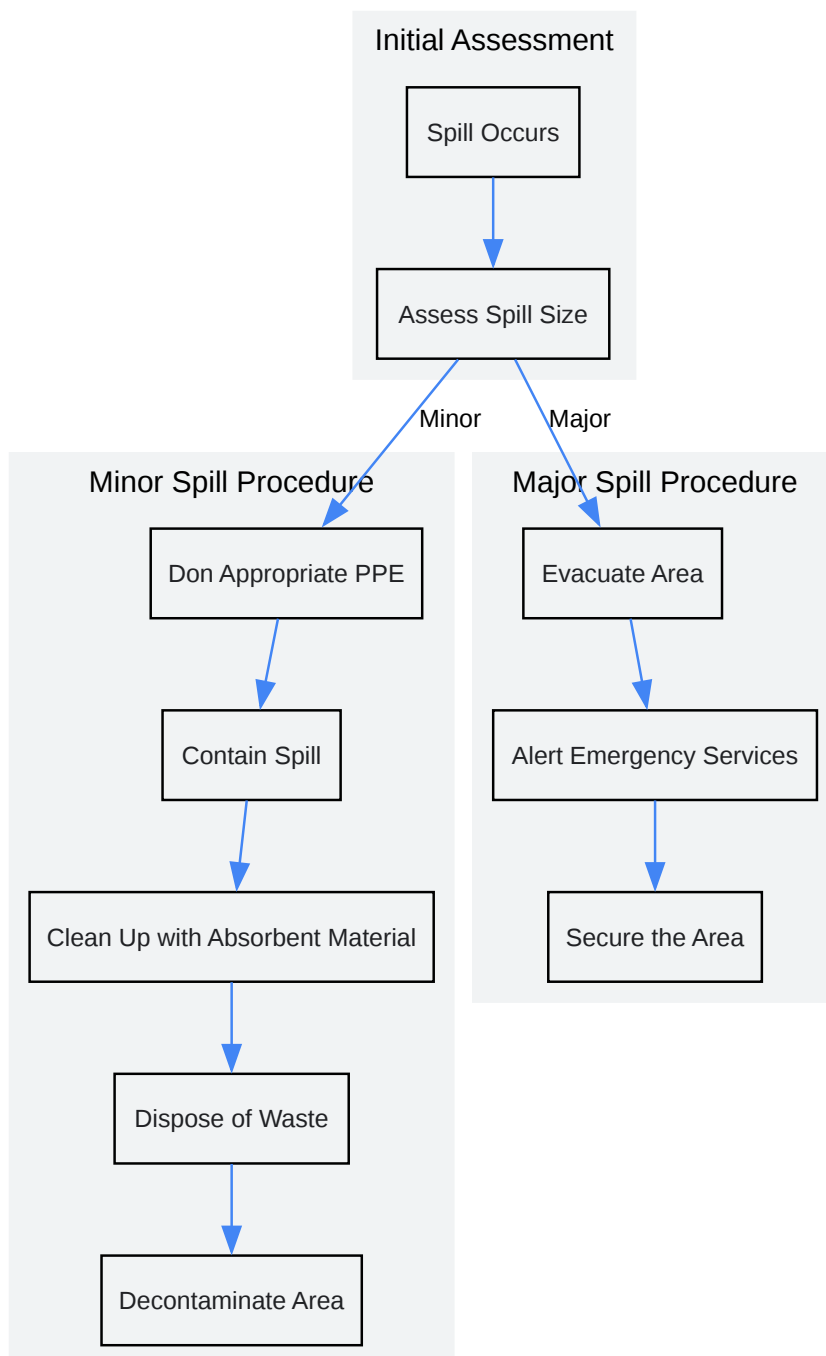 Initial Assessment
Spill Occurs
Assess Spill Size
Minor
Major
Minor Spill Procedure
Don Appropriate PPE
Contain Spill
Clean Up with Absorbent Material
Dispose of Waste
Decontaminate Area
Major Spill Procedure
Evacuate Area
Alert Emergency Services
Secure the Area